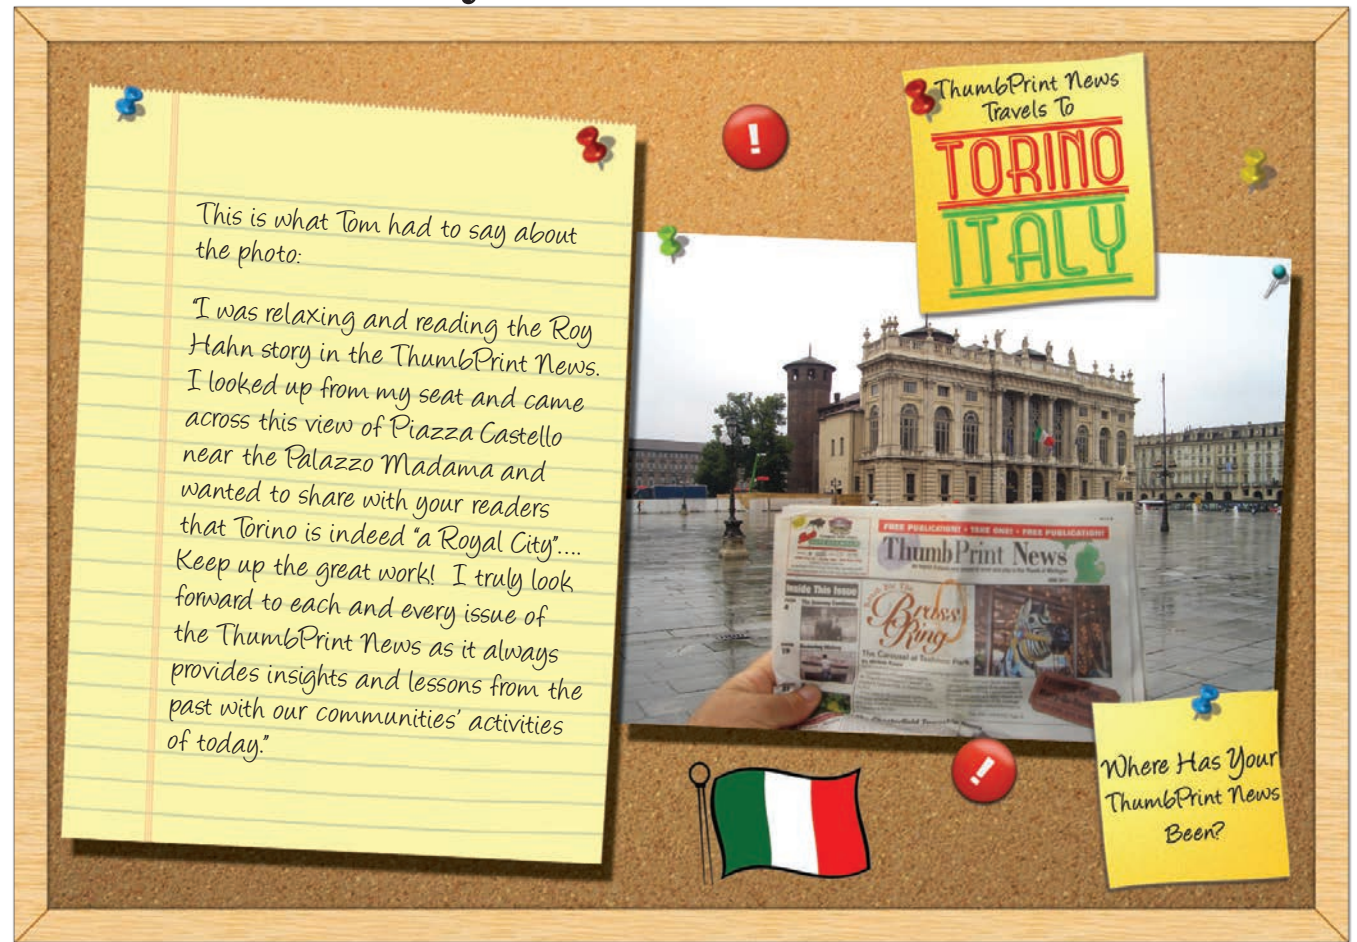 This is what Tom had to say about
the photo:
"I was relaxing and reading the Roy
Hahn story in the ThumbPrint News.
I looked up from my seat and came
across this view of Piazza Castello
near the Palazzo Madama and
wanted to share with your readers
that Torino is indeed "a Royal City"....
Keep up the great work! I truly look
forward to each and every issue of
the ThumbPrint News as it always
provides insights and lessons from the
past with our communities' activities
of today."
!
ThumbPrint News
Travels To
TORINO
ITALY
FREE PUBLICATION! • TAKE ONE! • FREE PUBLICATION!
ThumbPrint News
Inside This Issue
Brass
Ring
The Carousel at
!
Where Has Your
ThumbPrint News
Been?